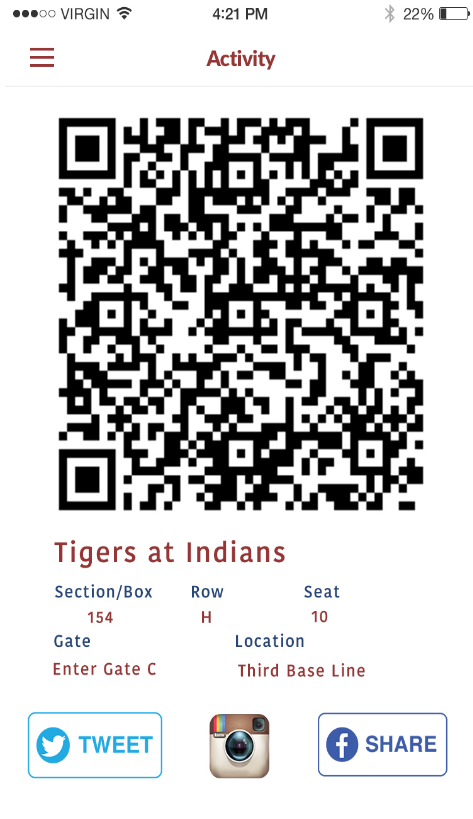 VIRGIN 4:21 PM 22%
Activity
Tigers at Indians
Section/Box Row Seat
154 H 10
Gate Location
Enter Gate C Third Base Line
TWEET SHARE